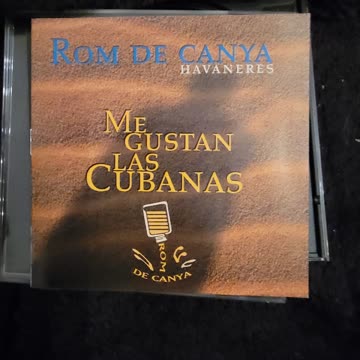 ROM DE CANYA
HAVANERES
ME
GUSTAN
LAS
CUBANAS
ROM
DE CANYA